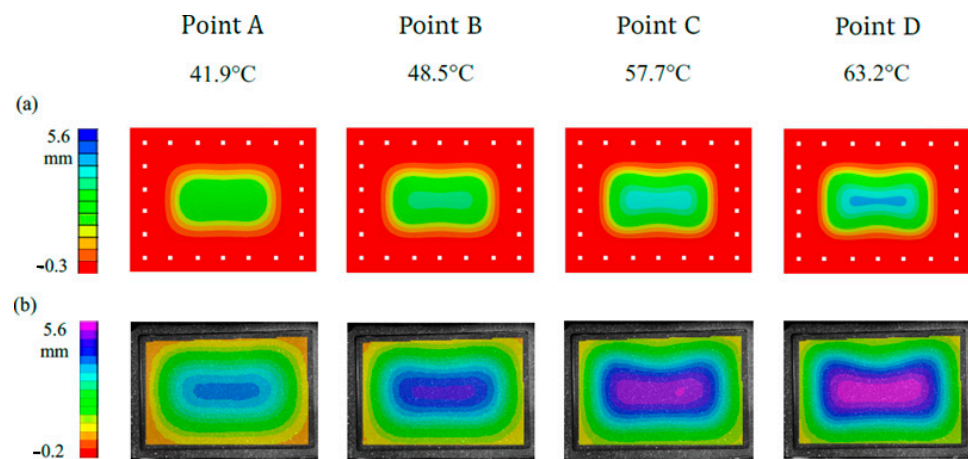 Point A Point B Point C Point D
41.9°C 48.5°C 57.7°C 63.2°C
(a)
5.6
mm
−0.3
(b)
5.6
mm
−0.2